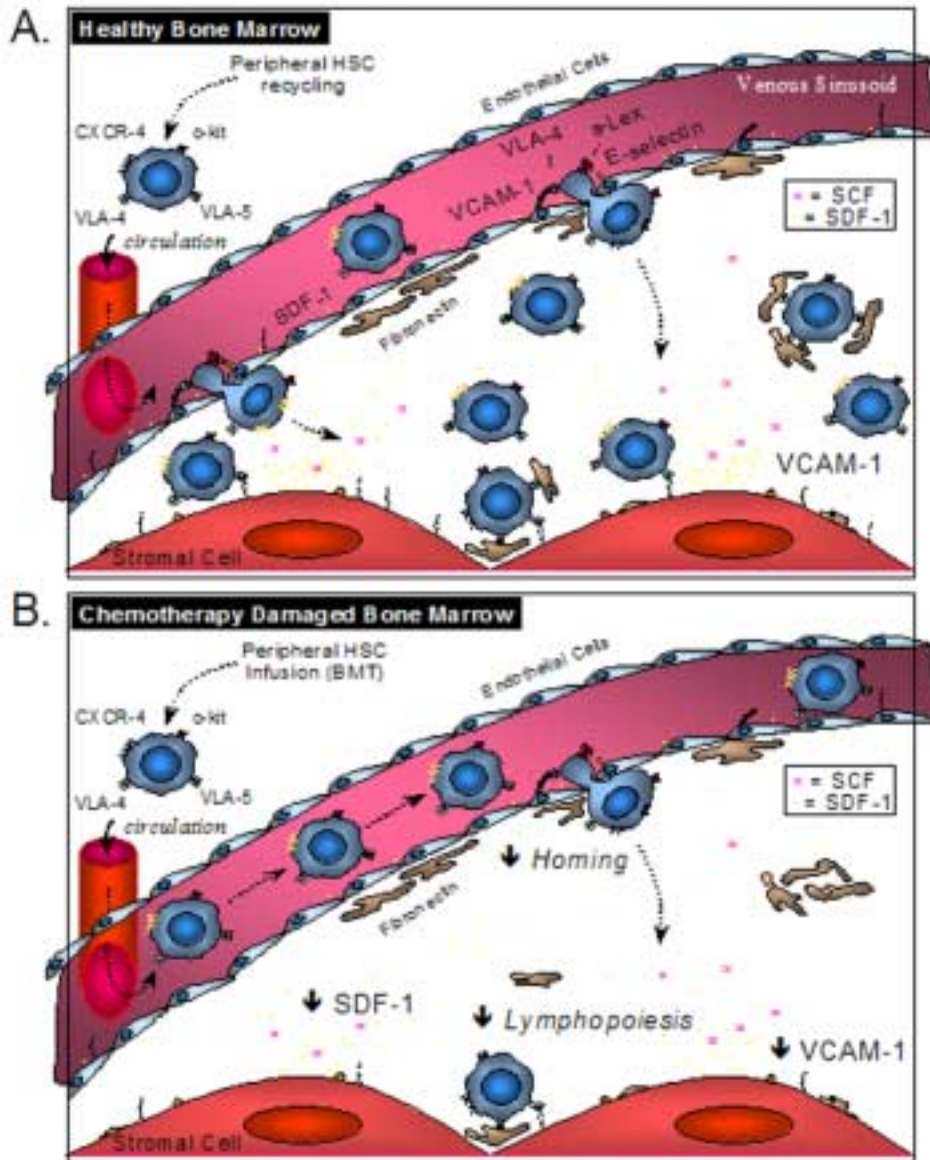 A.
Healthy Bone Marrow
Peripheral HSC
recycling
CXCR-4
c-kit
VLA-4
VLA-5
circulation
Endothelial Cells
Venous Sinusoid
VLA-4
s-Lex
VCAM-1
E-selectin
= SCF
= SDF-1
SDF-1
Fibronectin
VCAM-1
Stromal Cell
B.
Chemotherapy Damaged Bone Marrow
Peripheral HSC
Infusion (BMT)
CXCR-4
c-kit
VLA-4
VLA-5
circulation
Endothelial Cells
= SCF
= SDF-1
Homing
Fibronectin
SDF-1
Lymphopoiesis
VCAM-1
Stromal Cell